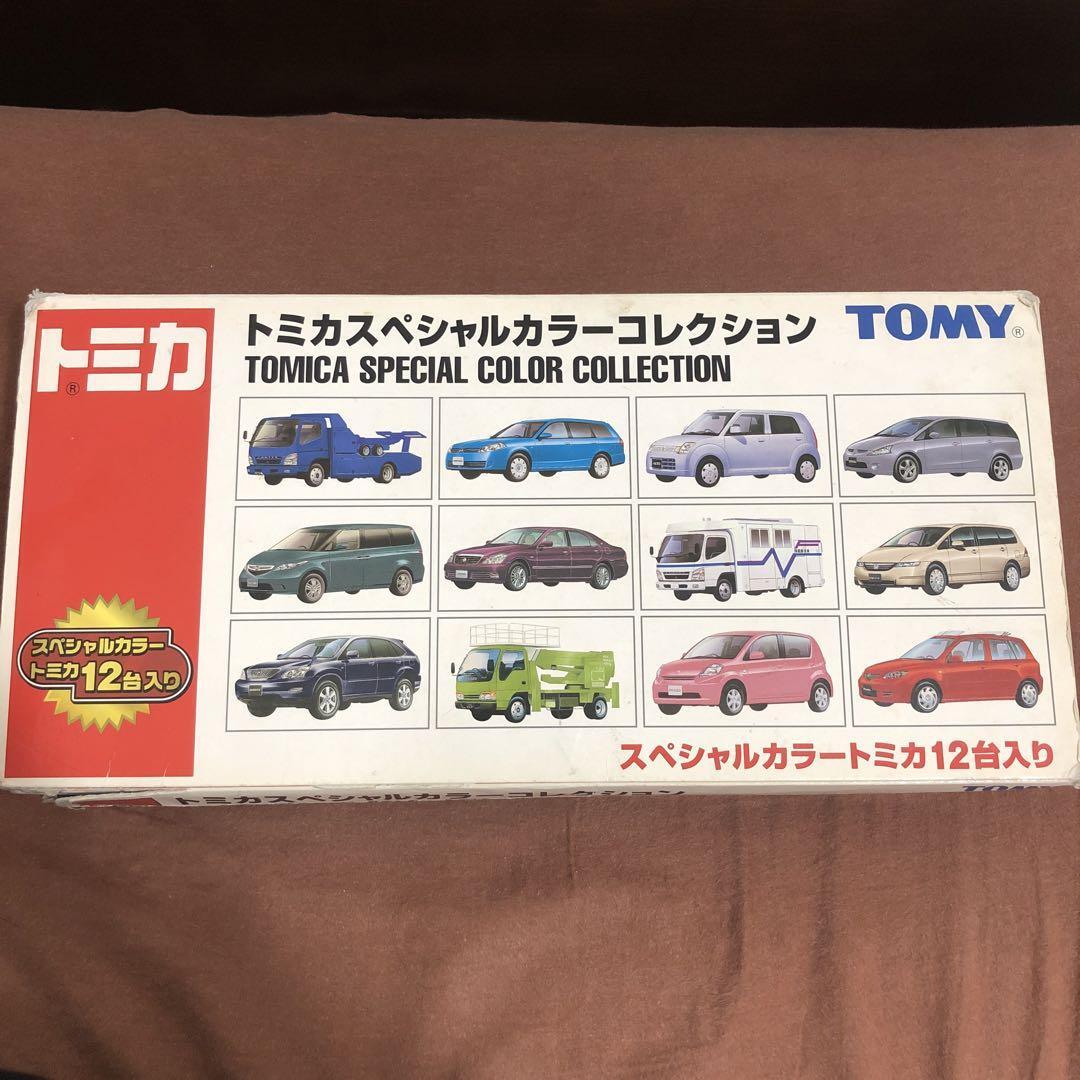 トミカ®
トミカスペシャルカラーコレクション
TOMICA SPECIAL COLOR COLLECTION
TOMY®
スペシャルカラー
トミカ12台入り
スペシャルカラートミカ12台入り
トミカスペシャルカラーコレクション
TOMY